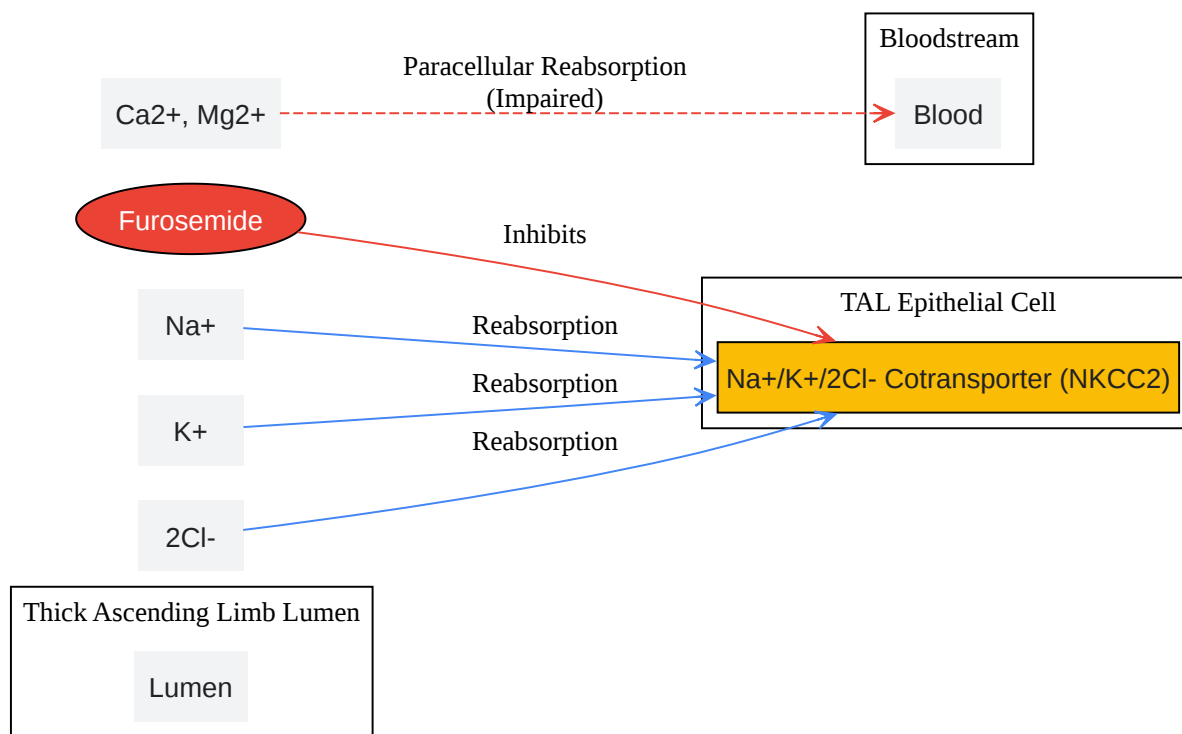 Bloodstream
Paracellular Reabsorption
(Impaired)
Ca2+, Mg2+
Blood
Furosemide
Inhibits
TAL Epithelial Cell
Na+
Reabsorption
Na+/K+/2Cl- Cotransporter (NKCC2)
Reabsorption
K+
Reabsorption
2Cl-
Thick Ascending Limb Lumen
Lumen